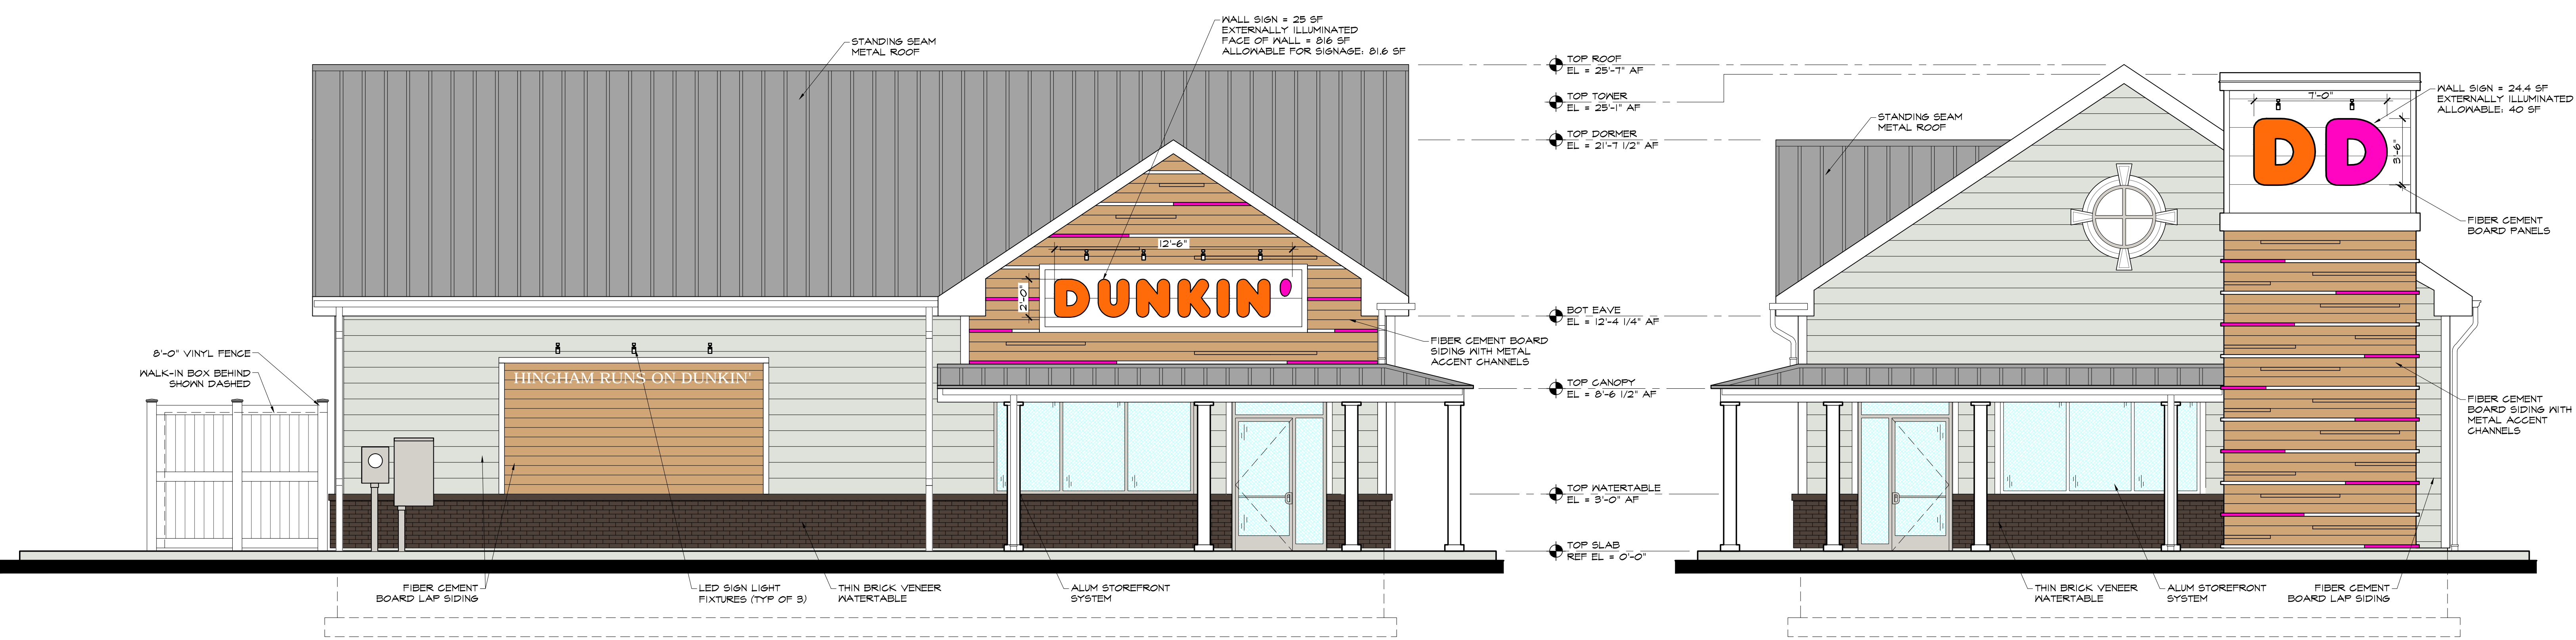 WALL SIGN = 25 SF
EXTERNALLY ILLUMINATED
FACE OF WALL = 816 SF
ALLOWABLE FOR SIGNAGE: 81.6 SF
STANDING SEAM
METAL ROOF
12'-6"
2'-0"
DUNKIN'
FIBER CEMENT BOARD
SIDING WITH METAL
ACCENT CHANNELS
8'-0" VINYL FENCE
WALK-IN BOX BEHIND
SHOWN DASHED
HINGHAM RUNS ON DUNKIN'
FIBER CEMENT
BOARD LAP SIDING
LED SIGN LIGHT
FIXTURES (TYP OF 3)
THIN BRICK VENEER
WATERTABLE
ALUM STOREFRONT
SYSTEM
TOP ROOF
EL = 25'-7" AF
TOP TOWER
EL = 25'-1" AF
TOP DORMER
EL = 21'-7 1/2" AF
BOT EAVE
EL = 12'-4 1/4" AF
TOP CANOPY
EL = 8'-6 1/2" AF
TOP WATERTABLE
EL = 3'-0" AF
TOP SLAB
REF EL = 0'-0"
STANDING SEAM
METAL ROOF
WALL SIGN = 24.4 SF
EXTERNALLY ILLUMINATED
ALLOWABLE: 40 SF
7'-0"
3'-6"
DD
FIBER CEMENT
BOARD PANELS
FIBER CEMENT
BOARD SIDING WITH
METAL ACCENT
CHANNELS
THIN BRICK VENEER
WATERTABLE
ALUM STOREFRONT
SYSTEM
FIBER CEMENT
BOARD LAP SIDING